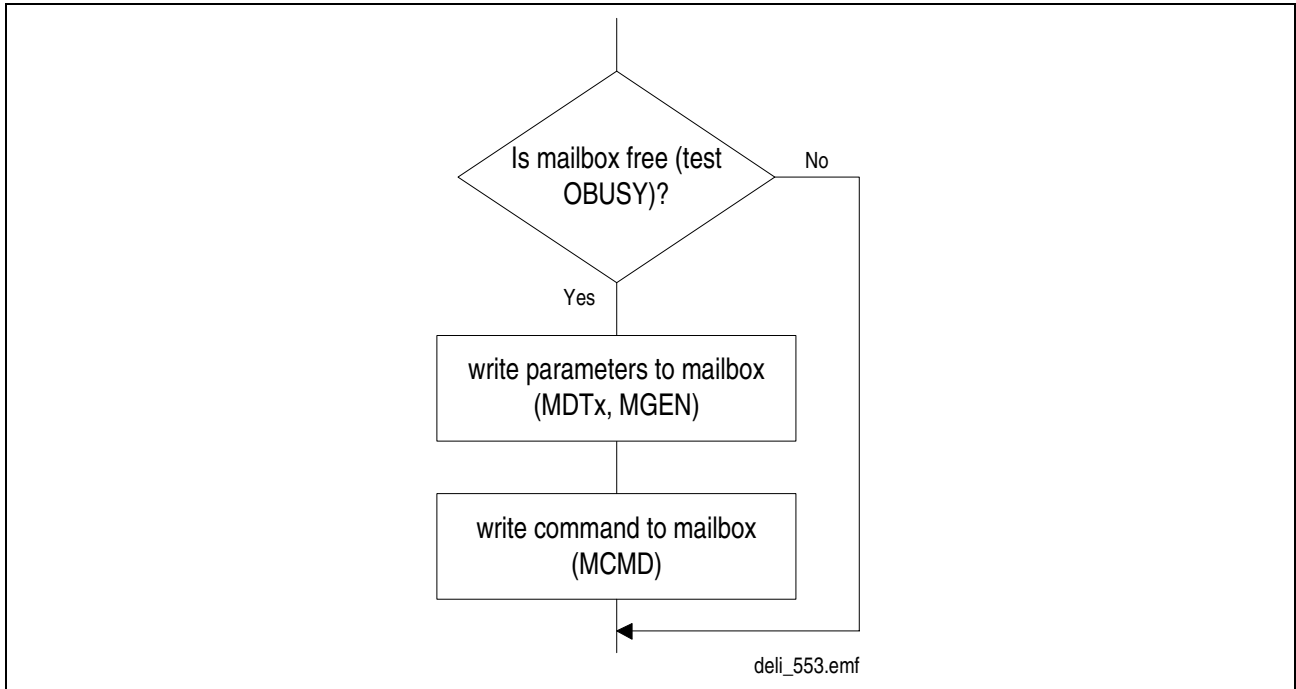 Is mailbox free (test
OBUSY)?
No
Yes
write parameters to mailbox
(MDTx, MGEN)
write command to mailbox
(MCMD)
deli_553.emf